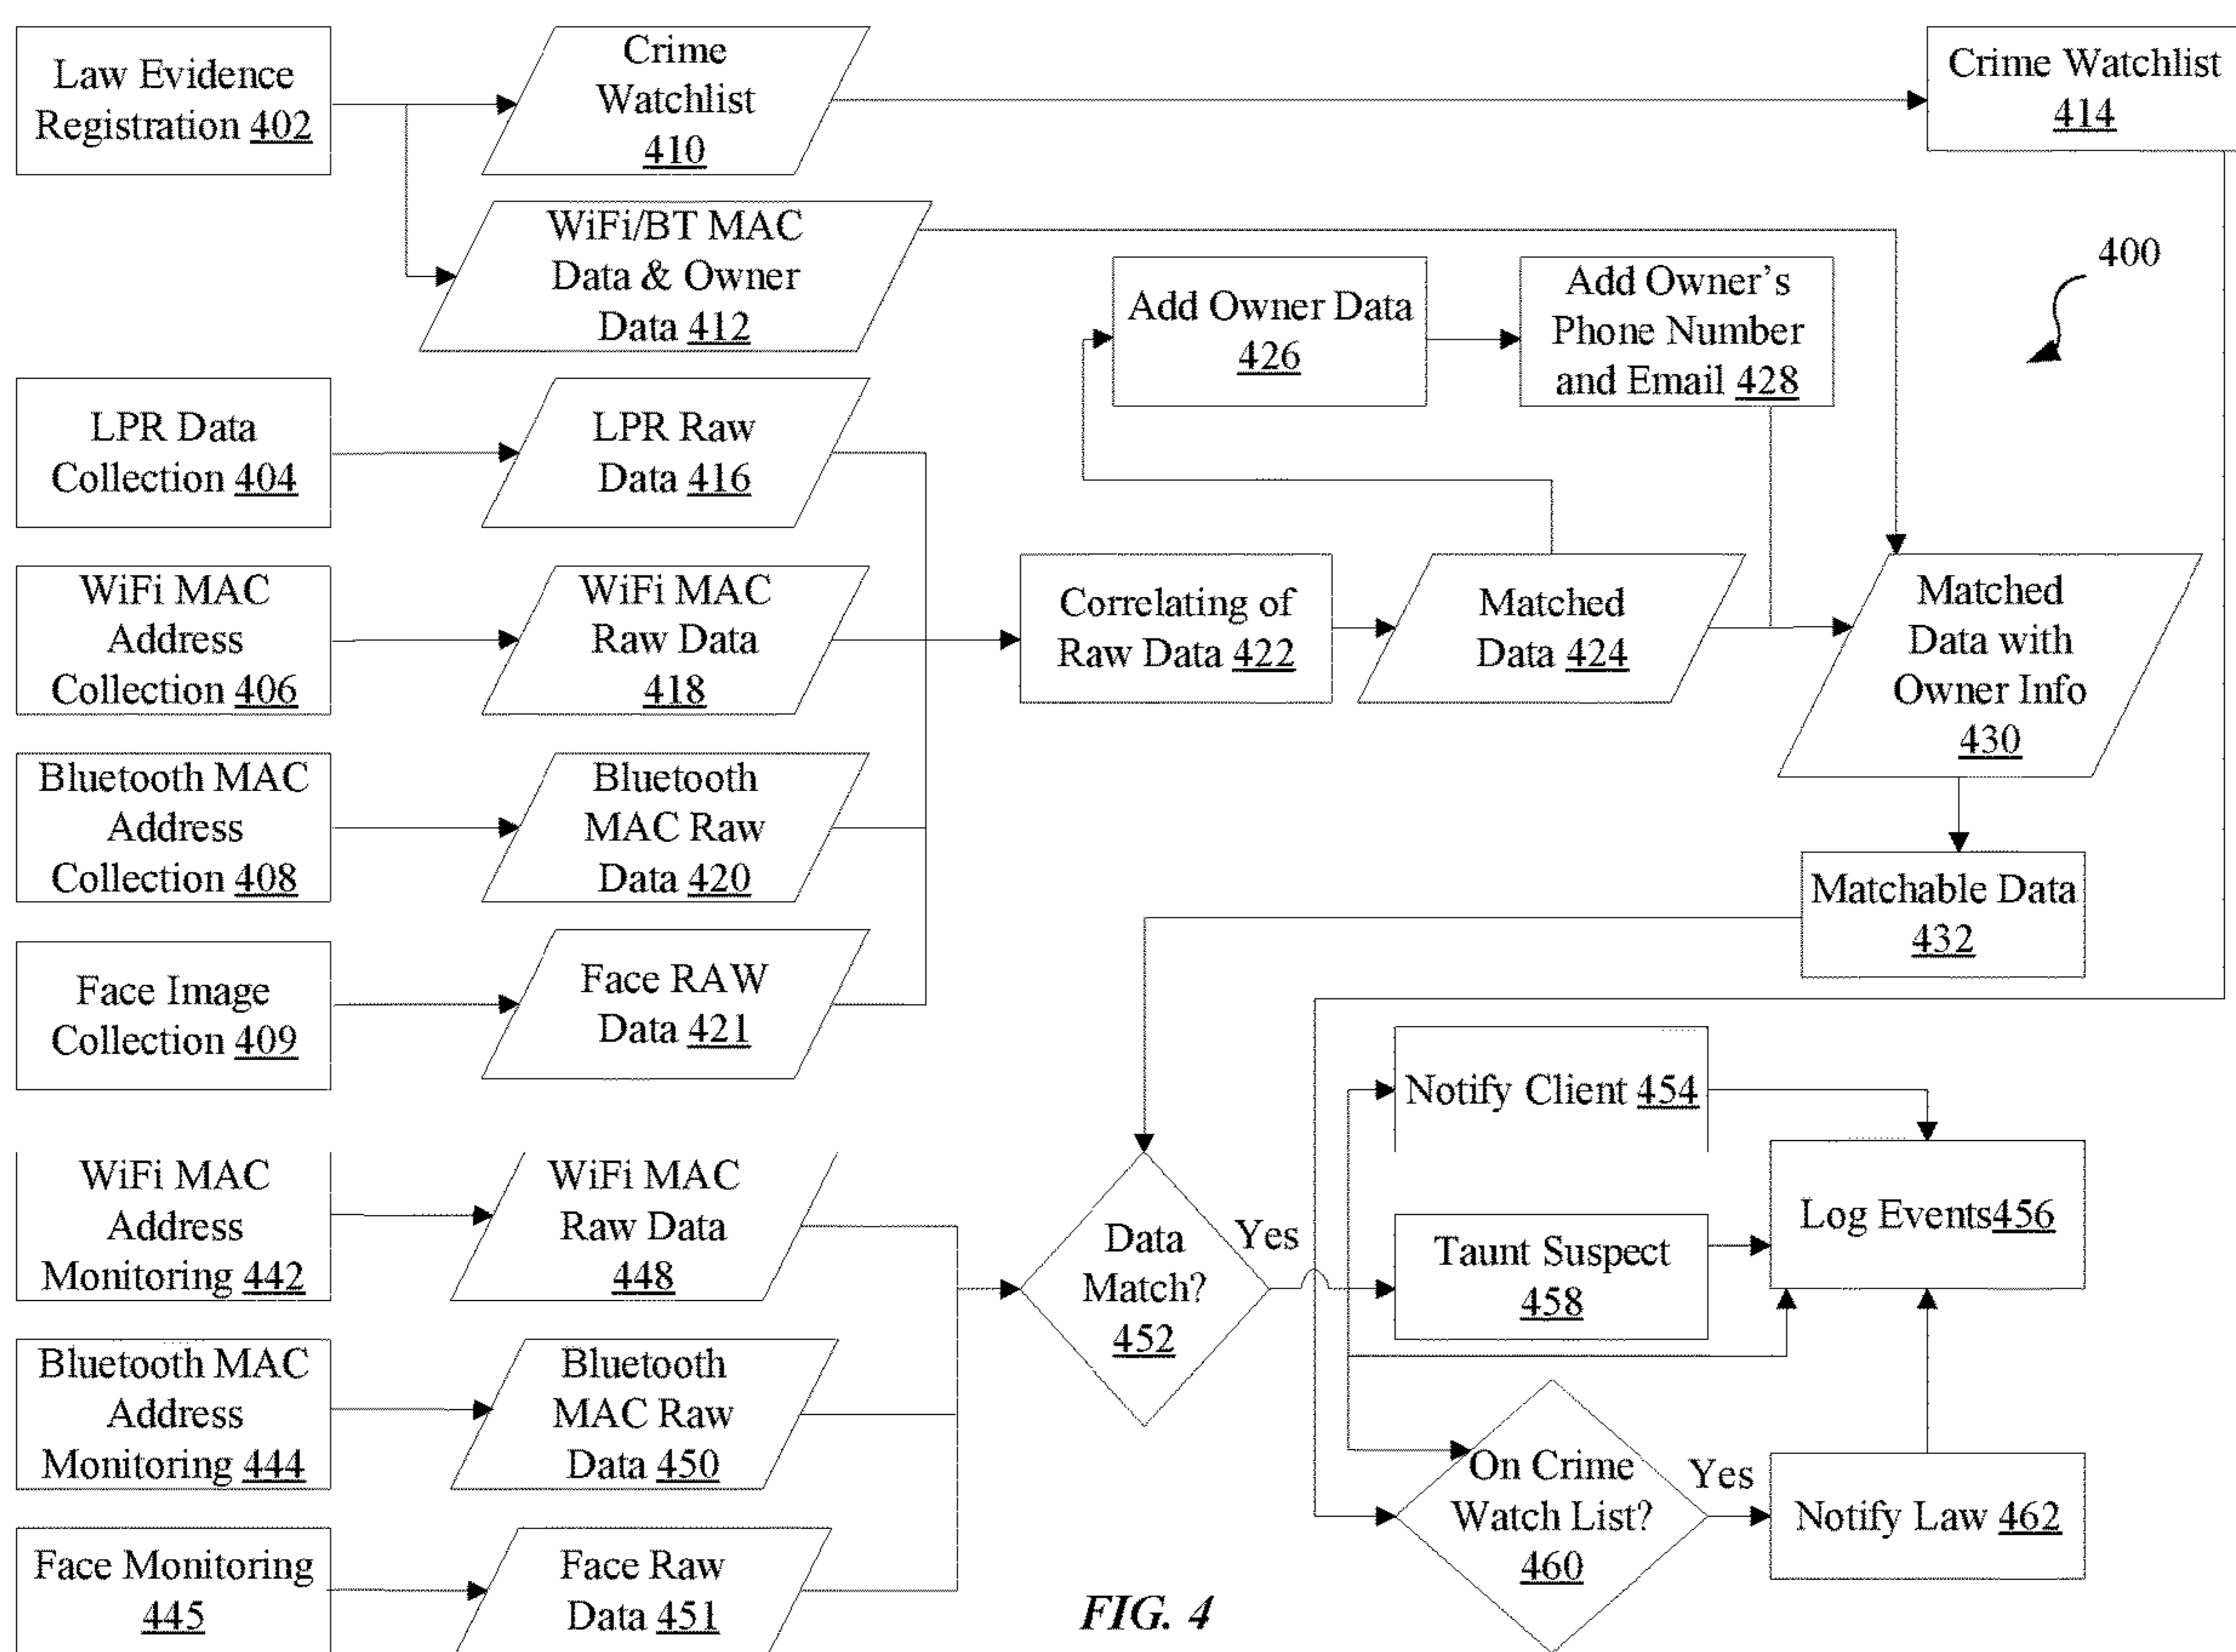 Law Evidence
Registration 402
Crime
Watchlist
410
Crime Watchlist
414
WiFi/BT MAC
Data & Owner
Data 412
400
Add Owner Data
426
Add Owner’s
Phone Number
and Email 428
LPR Data
Collection 404
LPR Raw
Data 416
WiFi MAC
Address
Collection 406
WiFi MAC
Raw Data
418
Correlating of
Raw Data 422
Matched
Data 424
Matched
Data with
Owner Info
430
Bluetooth MAC
Address
Collection 408
Bluetooth
MAC Raw
Data 420
Matchable Data
432
Face Image
Collection 409
Face RAW
Data 421
Notify Client 454
WiFi MAC
Address
Monitoring 442
WiFi MAC
Raw Data
448
Data
Match?
452
Yes
Taunt Suspect
458
Log Events456
Bluetooth MAC
Address
Monitoring 444
Bluetooth
MAC Raw
Data 450
On Crime
Watch List?
460
Yes
Notify Law 462
Face Monitoring
445
Face Raw
Data 451
FIG. 4